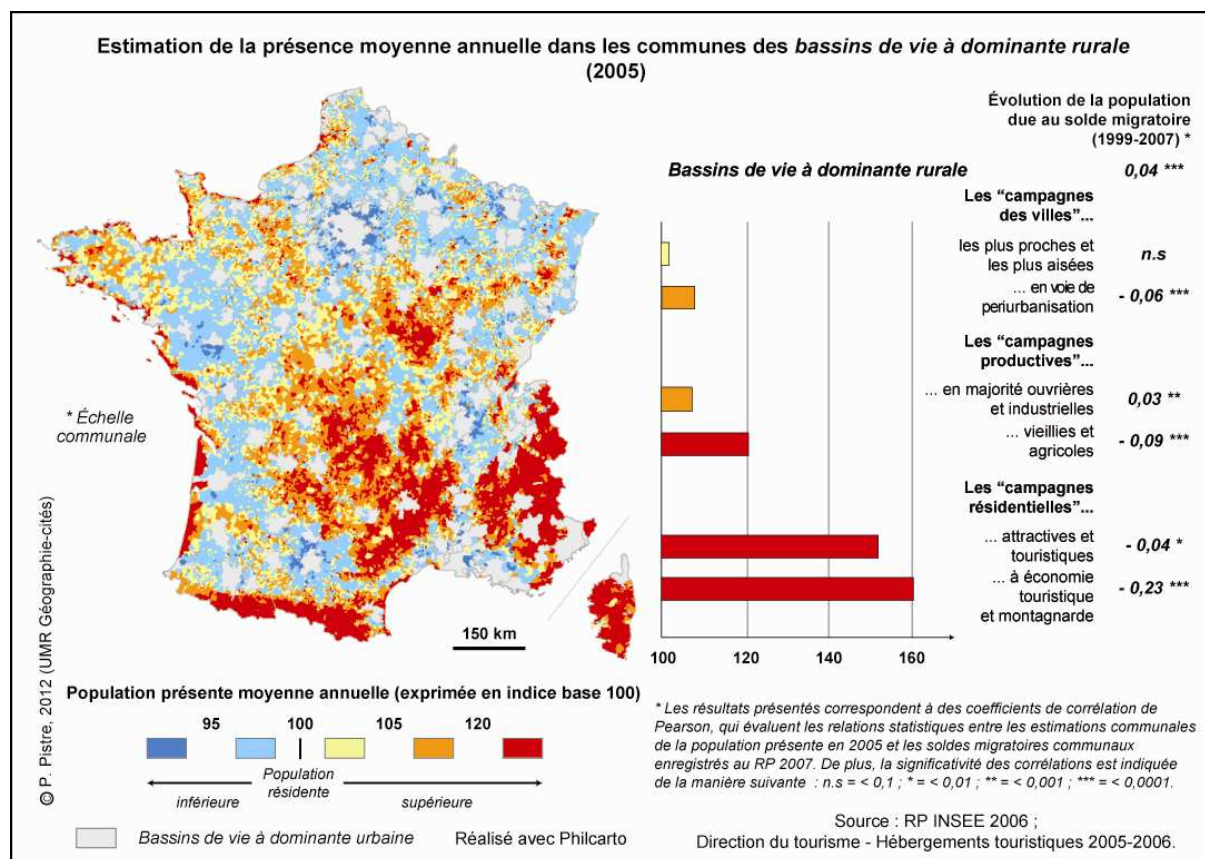 Estimation de la présence moyenne annuelle dans les communes des bassins de vie à dominante rurale
(2005)
Évolution de la population
due au solde migratoire
(1999-2007) *
Bassins de vie à dominante rurale 0,04 ***
Les “campagnes
des villes”...
les plus proches et
les plus aisées
n.s
... en voie de
periurbanisation
- 0,06 ***
Les “campagnes
productives”...
... en majorité ouvrières
et industrielles
0,03 **
... vieillies et
agricoles
- 0,09 ***
Les “campagnes
résidentielles”...
... attractives et
touristiques
- 0,04 *
... à économie
touristique
et montagnarde
- 0,23 ***
100 120 140 160
* Échelle
communale
150 km
© P. Pistre, 2012 (UMR Géographie-cités)
Population présente moyenne annuelle (exprimée en indice base 100)
95 100 105 120
Population
résidente
inférieure supérieure
Bassins de vie à dominante urbaine Réalisé avec Philcarto
* Les résultats présentés correspondent à des coefficients de corrélation de
Pearson, qui évaluent les relations statistiques entre les estimations communales
de la population présente en 2005 et les soldes migratoires communaux
enregistrés au RP 2007. De plus, la significativité des corrélations est indiquée
de la manière suivante : n.s = < 0,1 ; * = < 0,01 ; ** = < 0,001 ; *** = < 0,0001.
Source : RP INSEE 2006 ;
Direction du tourisme - Hébergements touristiques 2005-2006.